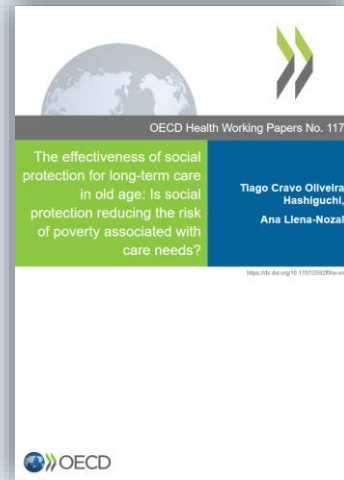 OECD Health Working Papers No. 117
The effectiveness of social
protection for long-term care
in old age: Is social
protection reducing the risk
of poverty associated with
care needs?
Tiago Cravo Oliveira
Hashiguchi,
Ana Llena-Nozal
OECD